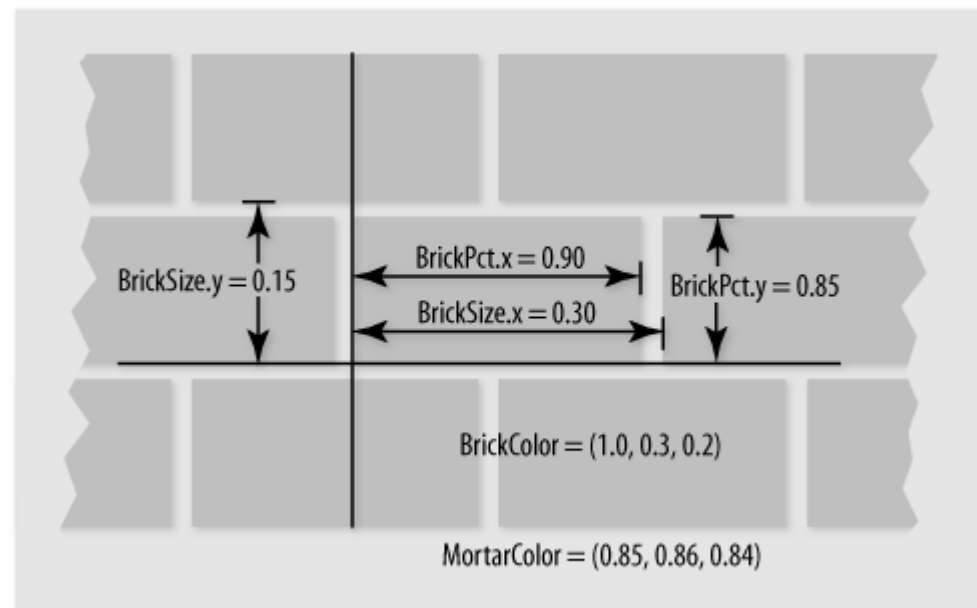 BrickPct.x = 0.90
BrickSize.y = 0.15
BrickPct.y = 0.85
BrickSize.x = 0.30
BrickColor = (1.0, 0.3, 0.2)
MortarColor = (0.85, 0.86, 0.84)